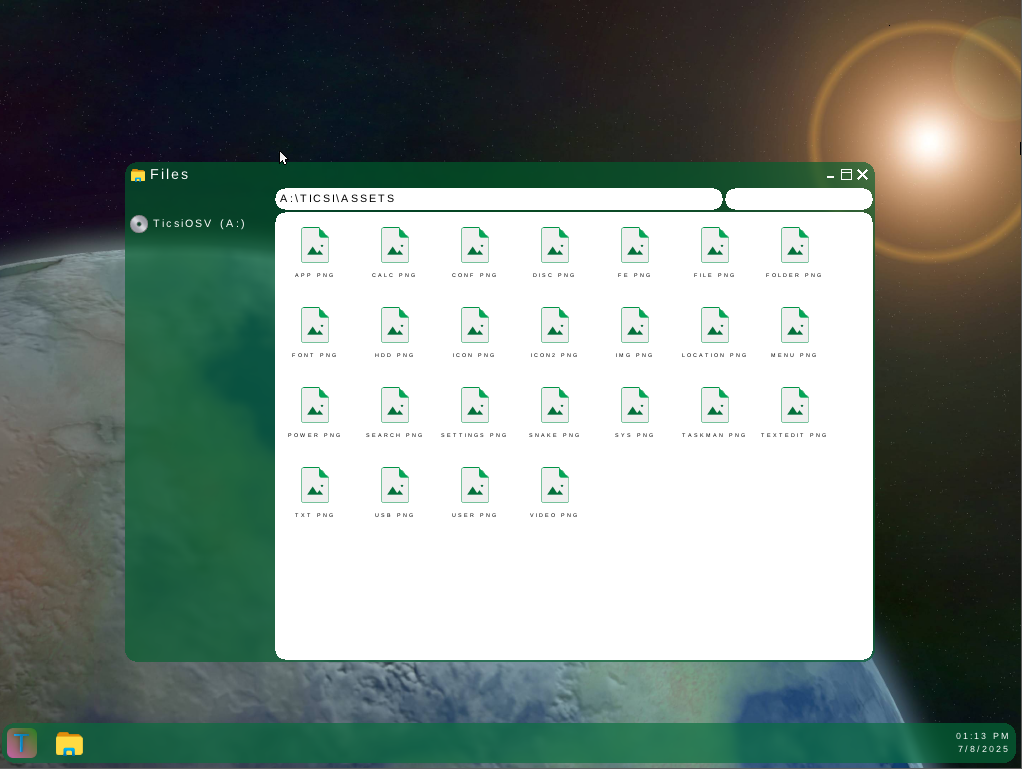 Files
A:\TICSI\ASSETS
TicsiOSV (A:)
APP PNG CALC PNG CONF PNG DISC PNG FE PNG FILE PNG FOLDER PNG
FONT PNG HDD PNG ICON PNG ICON2 PNG IMG PNG LOCATION PNG MENU PNG
POWER PNG SEARCH PNG SETTINGS PNG SNAKE PNG SYS PNG TASKMAN PNG TEXTEDIT PNG
TXT PNG USB PNG USER PNG VIDEO PNG
T
01:13 PM
7/8/2025